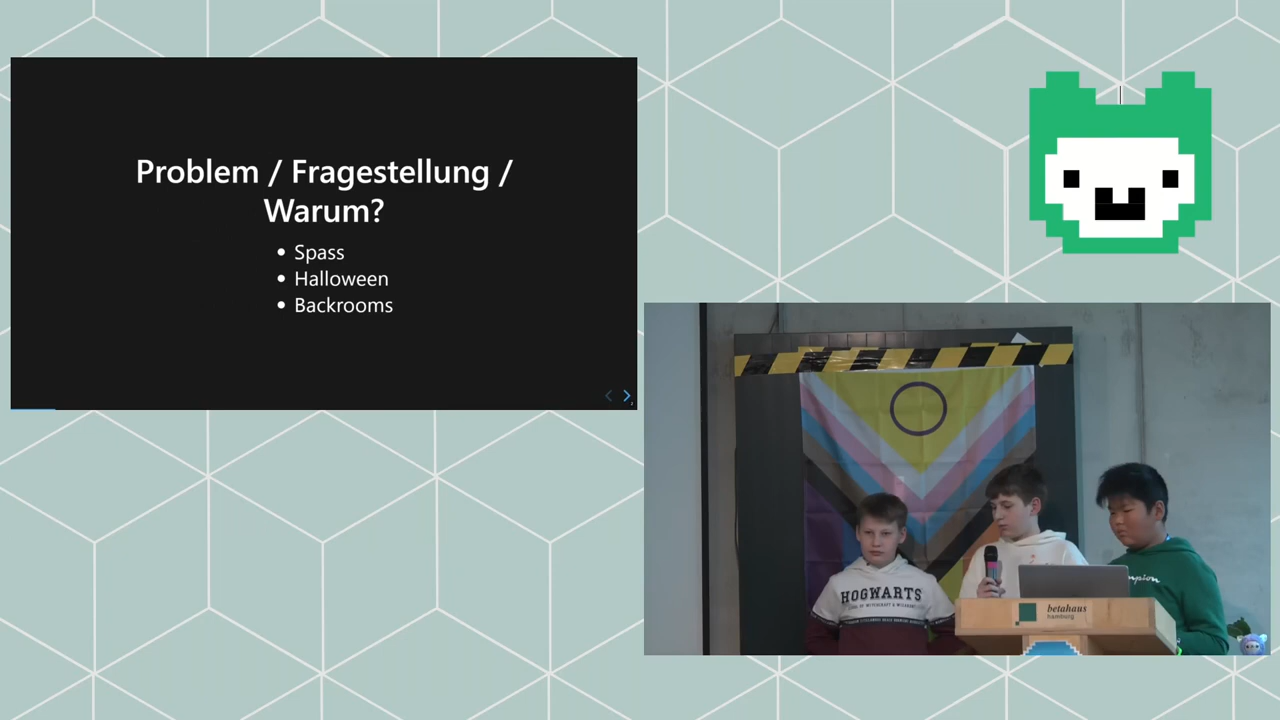 Problem / Fragestellung /
Warum?
• Spass
• Halloween
• Backrooms
HOGWARTS
betahaus
hamburg